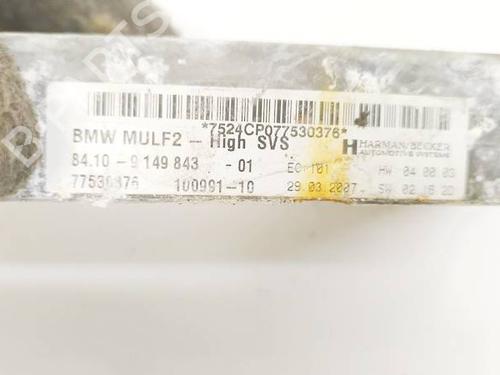 *7524CP077530376*
BMW MULF2 - High SVS
HARMAN/BECKER
AUTOMOTIVE SYSTEMS
84.10- 9 149 843 -01 EC: 101 HW 04 00 03
77530376 100991-10 29.03.2007 SW 02 16 20
B-PARTS